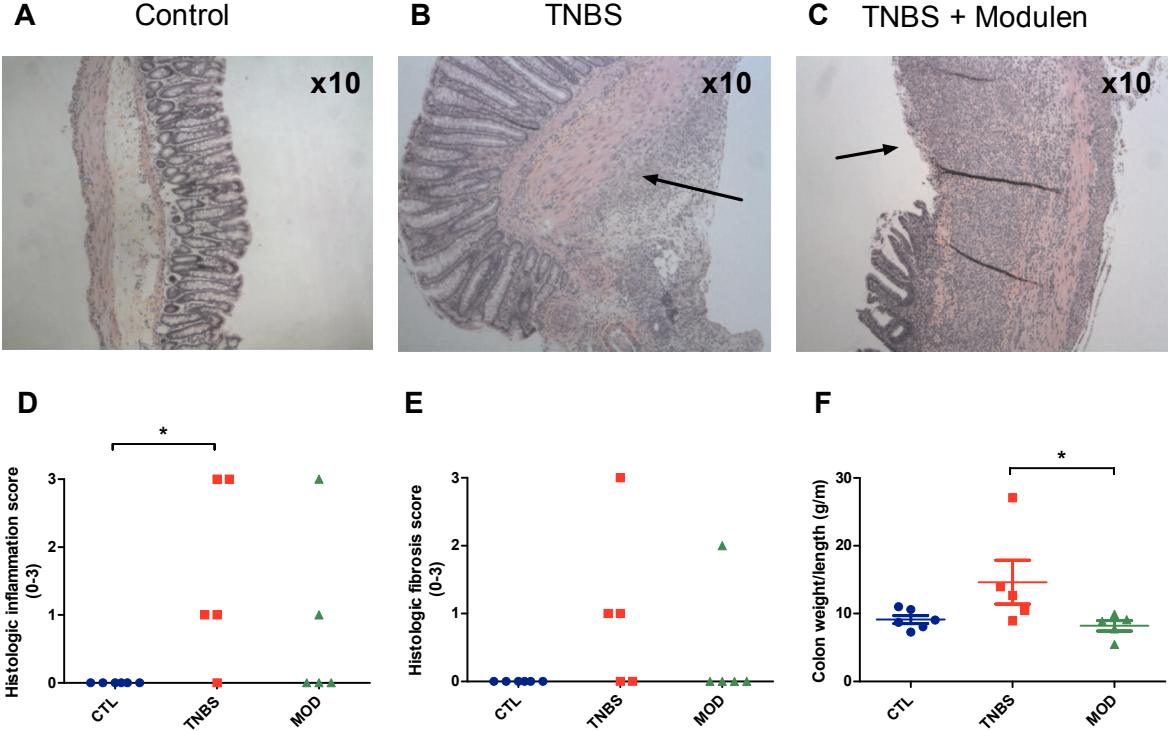 A Control
B TNBS
C TNBS + Modulen
x10
x10
x10
D
E
F
*
Histologic inflammation score
(0-3)
3
2
1
0
CTL
TNBS
MOD
Histologic fibrosis score
(0-3)
3
2
1
0
CTL
TNBS
MOD
*
Colon weight/length (g/m)
30
20
10
0
CTL
TNBS
MOD